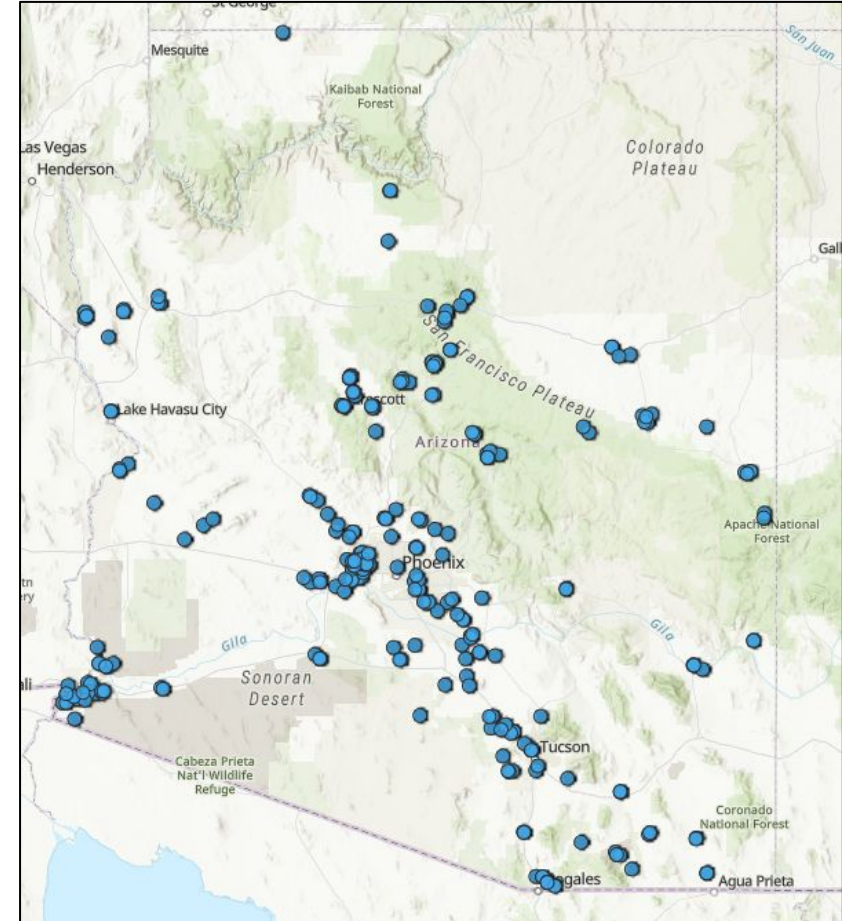 St George
Mesquite
San Juan
Kaibab National
Forest
Las Vegas
Henderson
Colorado
Plateau
Gall
San Francisco Plateau
Lake Havasu City
Arizona
Apache National
Forest
Phoenix
Gila
Gila
Sonoran
Desert
Tucson
Cabeza Prieta
Nat'l Wildlife
Refuge
Coronado
National Forest
Agua Prieta